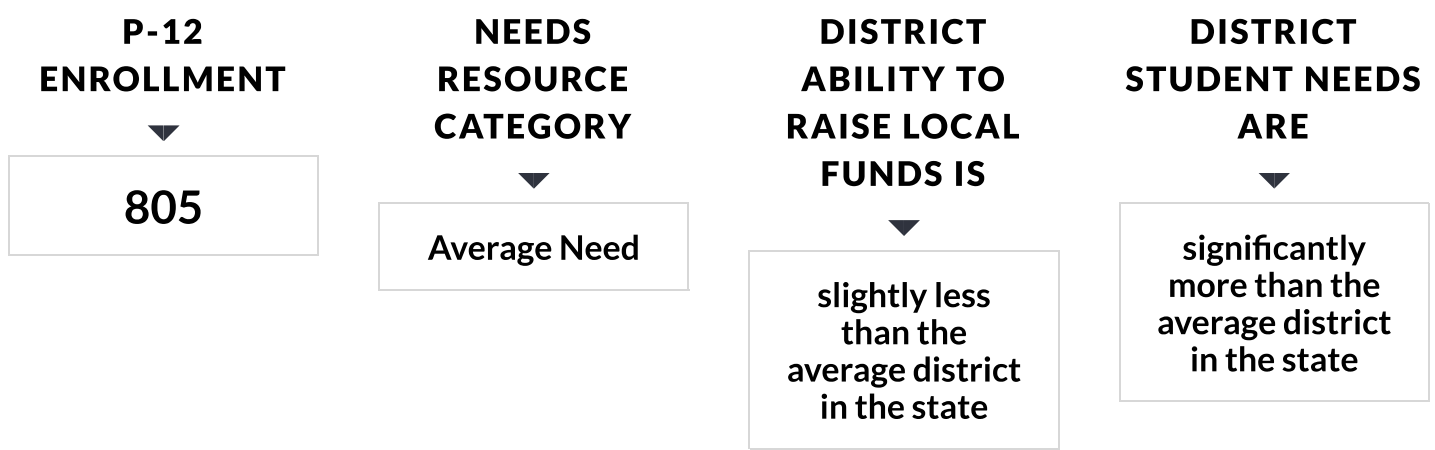 P-12
ENROLLMENT
805
NEEDS
RESOURCE
CATEGORY
Average Need
DISTRICT
ABILITY TO
RAISE LOCAL
FUNDS IS
slightly less
than the
average district
in the state
DISTRICT
STUDENT NEEDS
ARE
significantly
more than the
average district
in the state